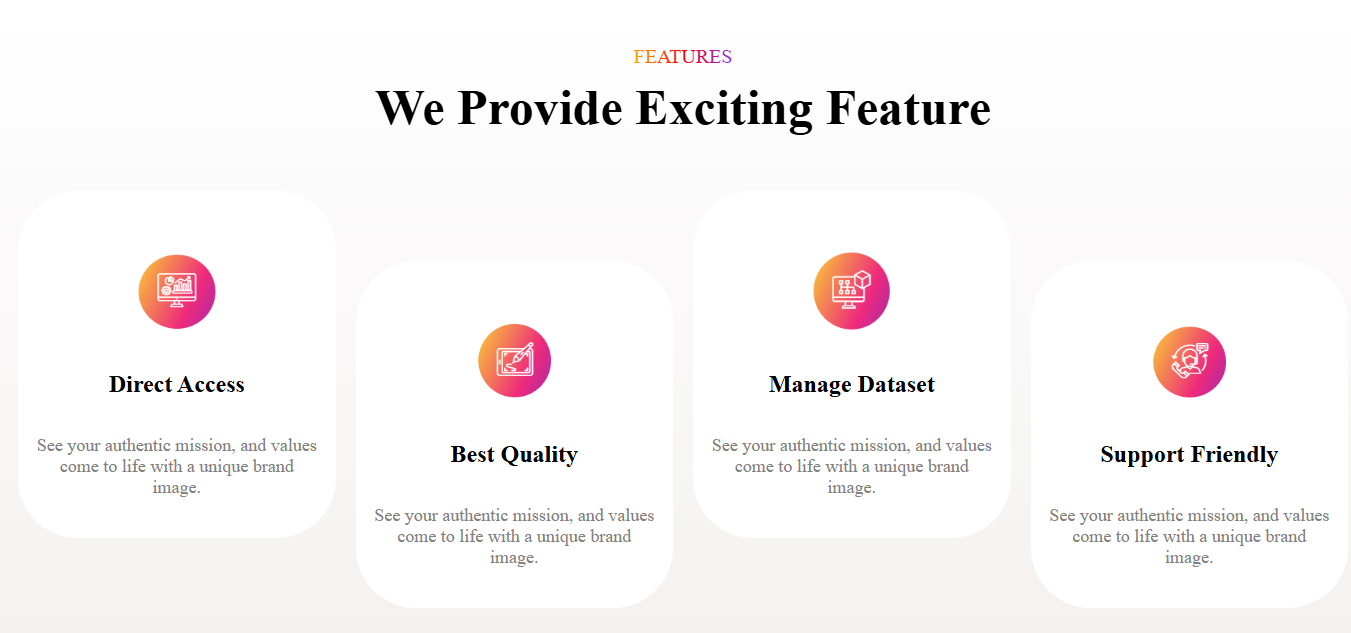 FEATURES
We Provide Exciting Feature
Direct Access
See your authentic mission, and values
come to life with a unique brand
image.
Best Quality
See your authentic mission, and values
come to life with a unique brand
image.
Manage Dataset
See your authentic mission, and values
come to life with a unique brand
image.
Support Friendly
See your authentic mission, and values
come to life with a unique brand
image.